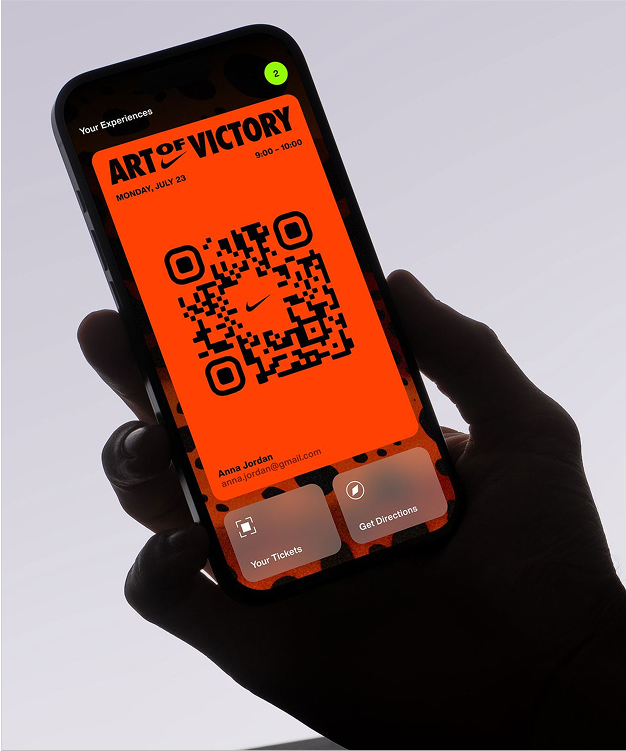 2
Your Experiences
ART OF VICTORY
MONDAY, JULY 23
9:00 – 10:00
Anna Jordan
anna.jordan@gmail.com
Your Tickets
Get Directions